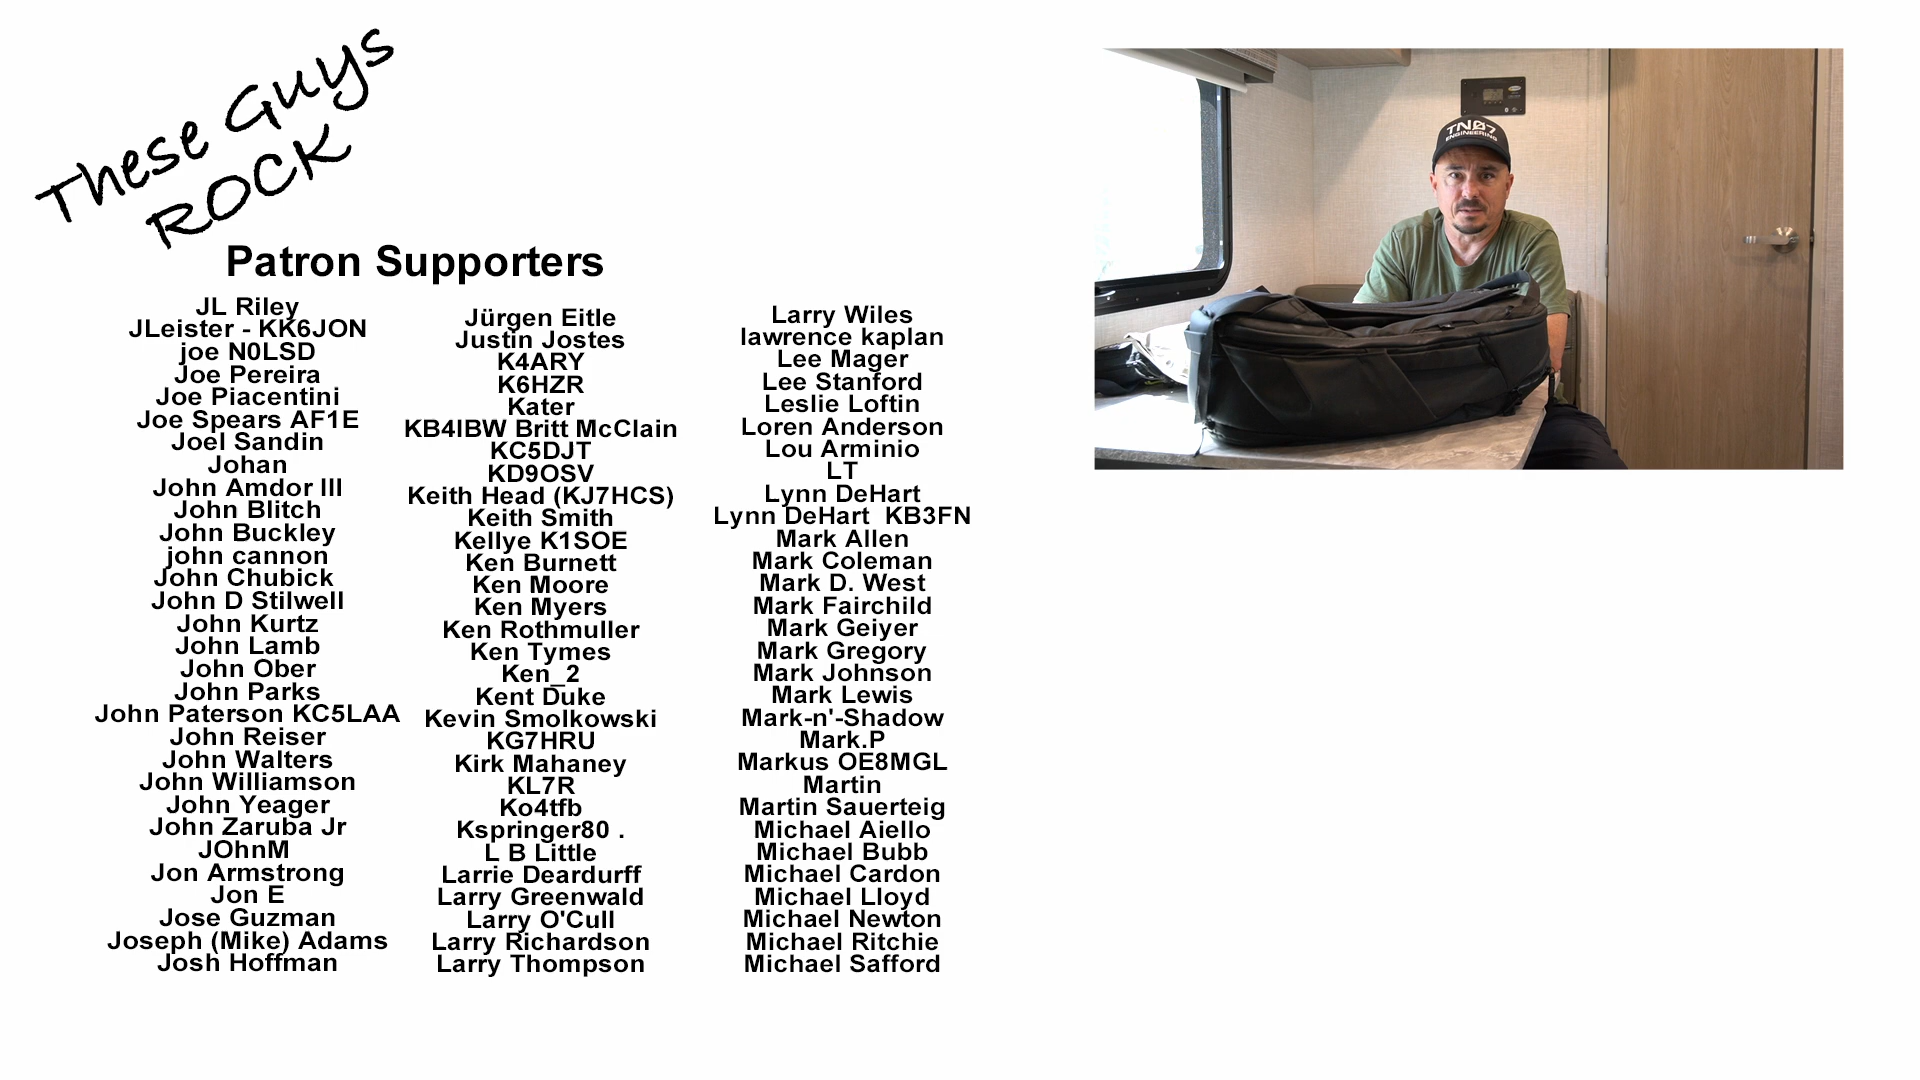 These Guys
ROCK
Patron Supporters
JL Riley
JLeister - KK6JON
joe N0LSD
Joe Pereira
Joe Piacentini
Joe Spears AF1E
Joel Sandin
Johan
John Amdor III
John Blitch
John Buckley
john cannon
John Chubick
John D Stilwell
John Kurtz
John Lamb
John Ober
John Parks
John Paterson KC5LAA
John Reiser
John Walters
John Williamson
John Yeager
John Zaruba Jr
JOhnM
Jon Armstrong
Jon E
Jose Guzman
Joseph (Mike) Adams
Josh Hoffman
Jürgen Eitle
Justin Jostes
K4ARY
K6HZR
Kater
KB4IBW Britt McClain
KC5DJT
KD9OSV
Keith Head (KJ7HCS)
Keith Smith
Kellye K1SOE
Ken Burnett
Ken Moore
Ken Myers
Ken Rothmuller
Ken Tymes
Ken_2
Kent Duke
Kevin Smolkowski
KG7HRU
Kirk Mahaney
KL7R
Ko4tfb
Kspringer80 .
L B Little
Larrie Deardurff
Larry Greenwald
Larry O'Cull
Larry Richardson
Larry Thompson
Larry Wiles
lawrence kaplan
Lee Mager
Lee Stanford
Leslie Loftin
Loren Anderson
Lou Arminio
LT
Lynn DeHart
Lynn DeHart  KB3FN
Mark Allen
Mark Coleman
Mark D. West
Mark Fairchild
Mark Geiyer
Mark Gregory
Mark Johnson
Mark Lewis
Mark-n'-Shadow
Mark.P
Markus OE8MGL
Martin
Martin Sauerteig
Michael Aiello
Michael Bubb
Michael Cardon
Michael Lloyd
Michael Newton
Michael Ritchie
Michael Safford
TN07
ENGINEERING